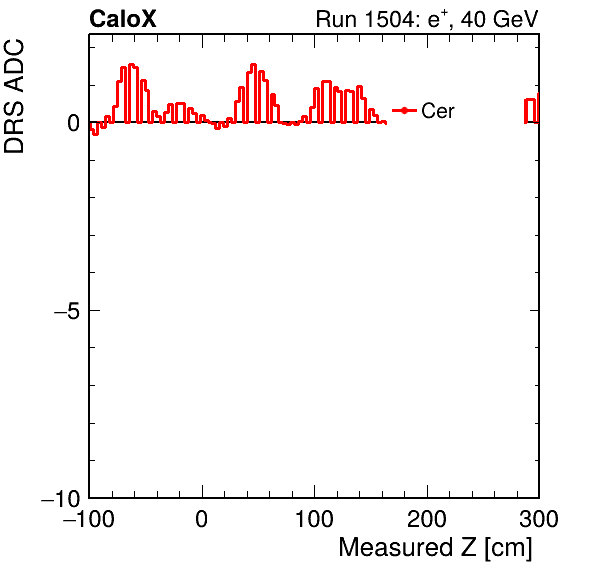 CaloX Run 1504: e⁺, 40 GeV
DRS ADC
Cer
0
−5
−10
−100 0 100 200 300
Measured Z [cm]